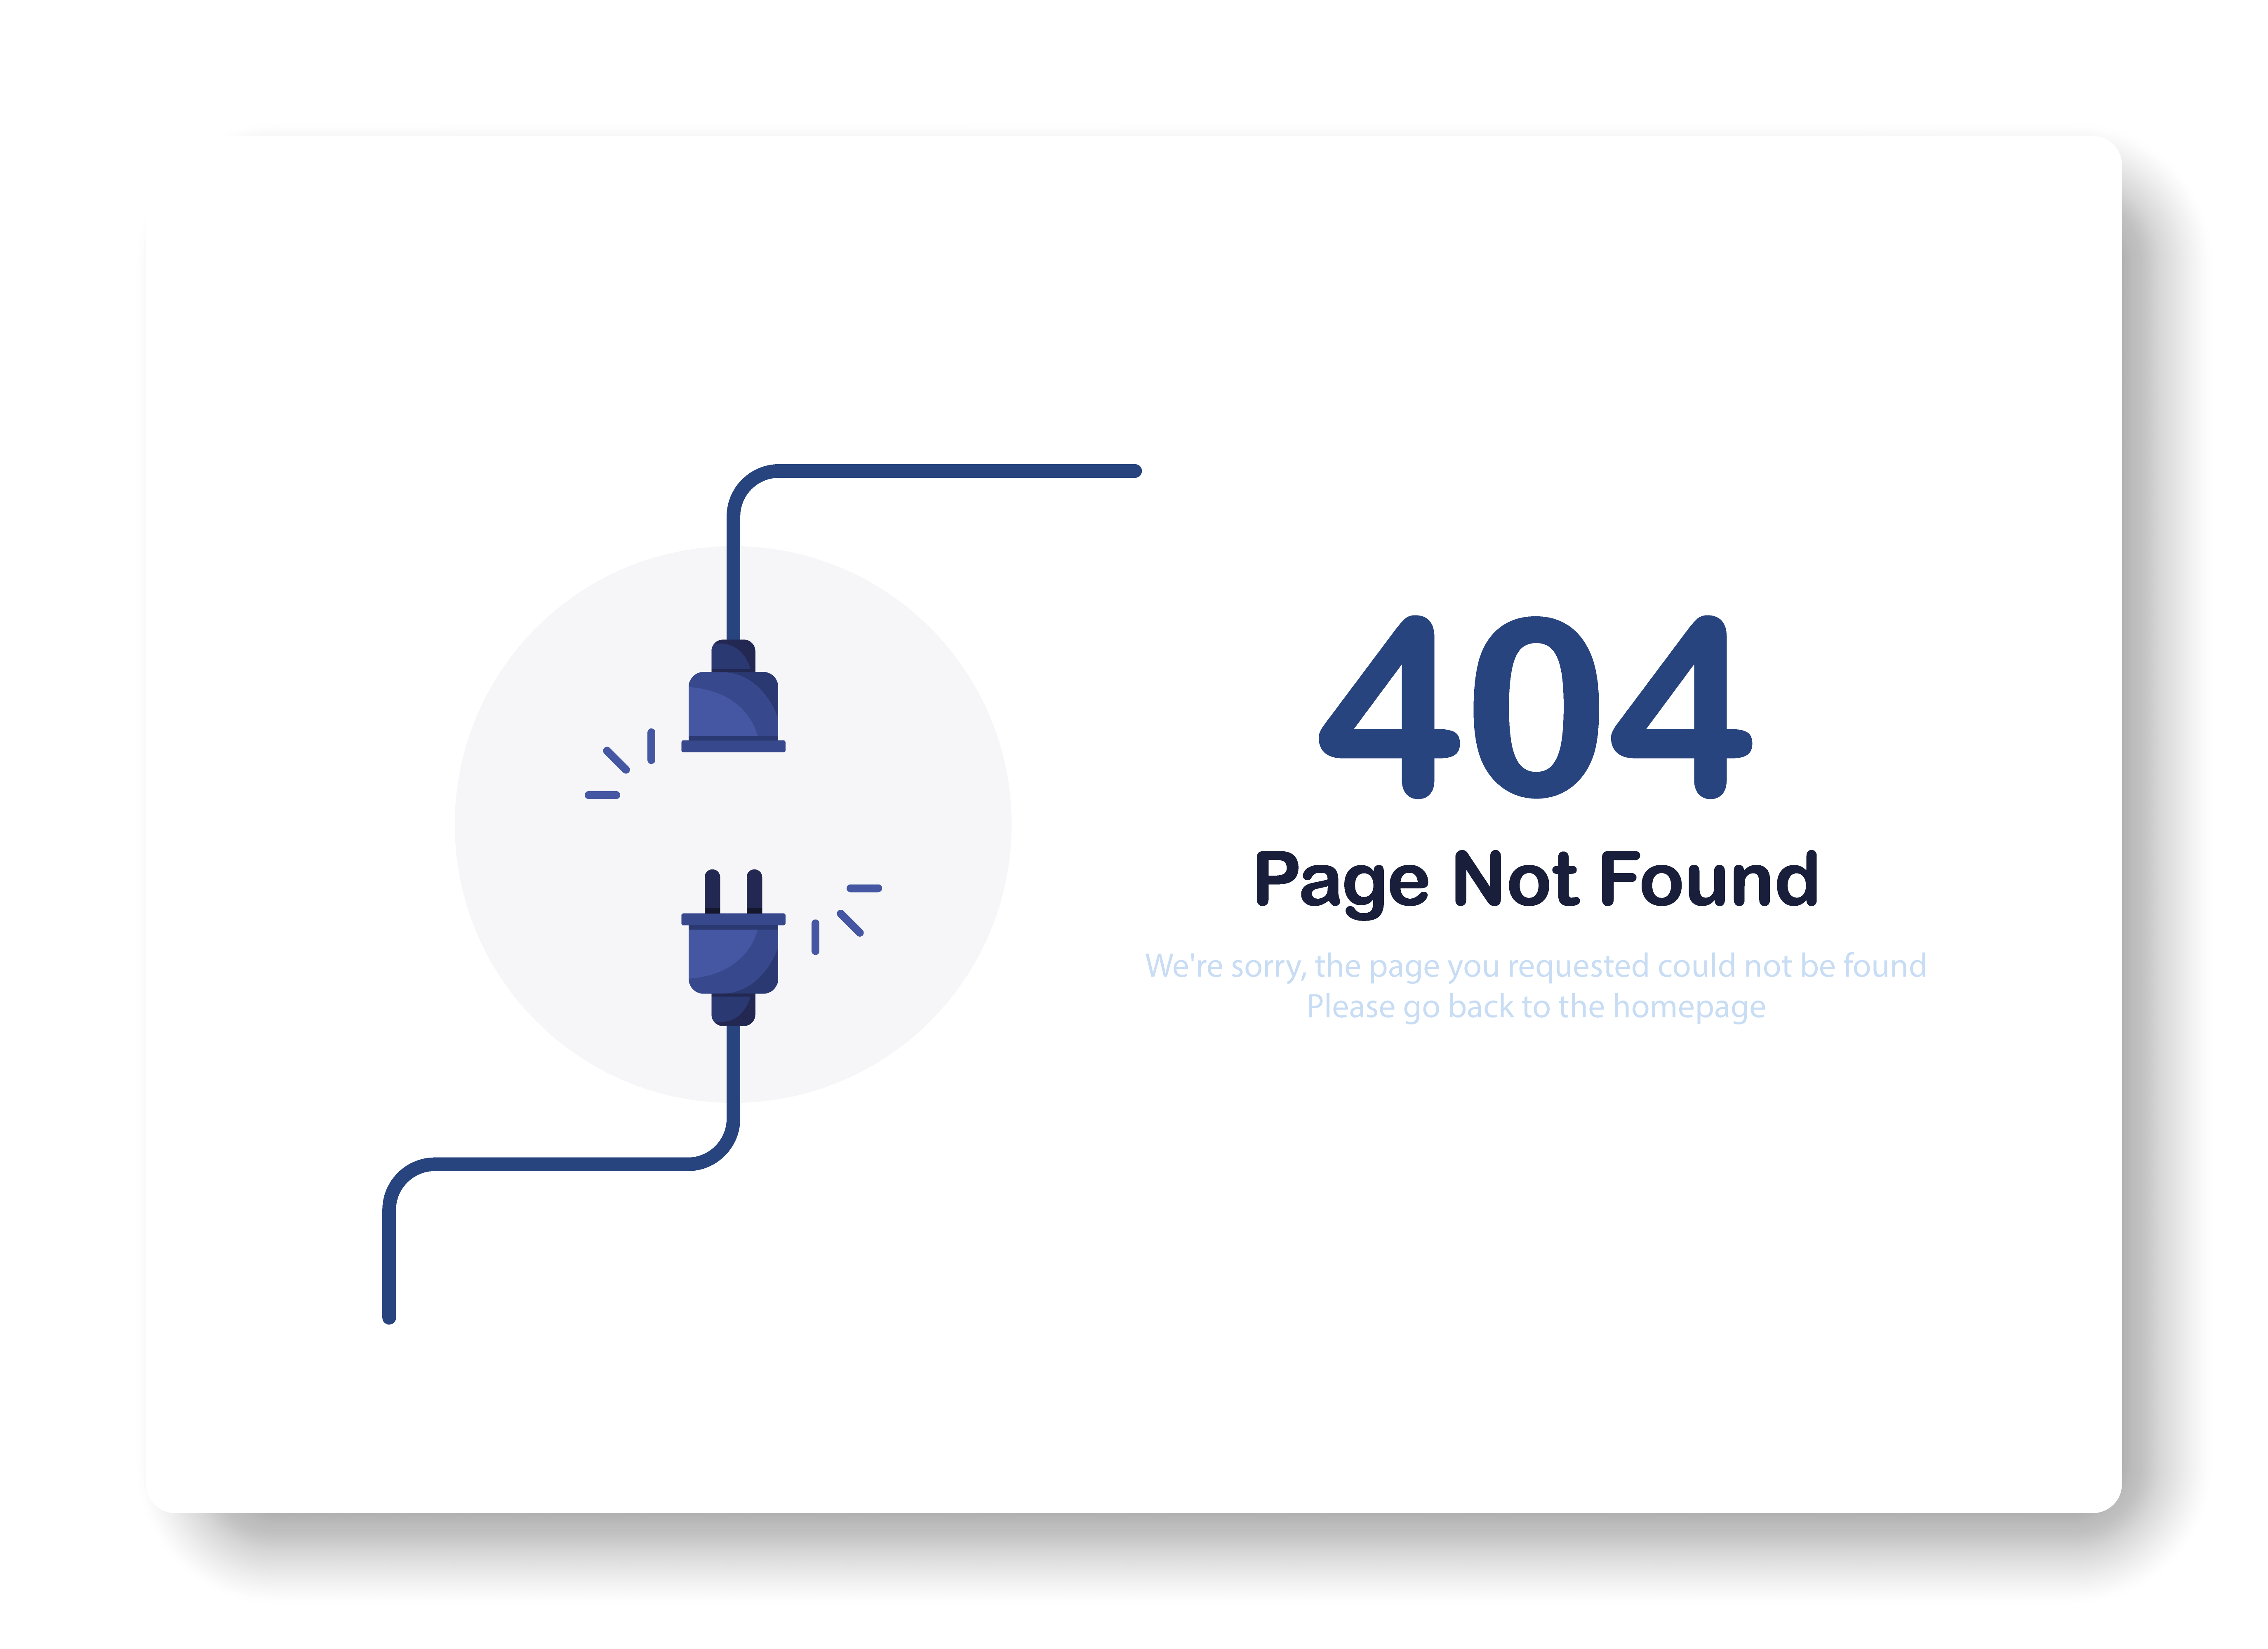 404
Page Not Found
We're sorry, the page you requested could not be found
Please go back to the homepage